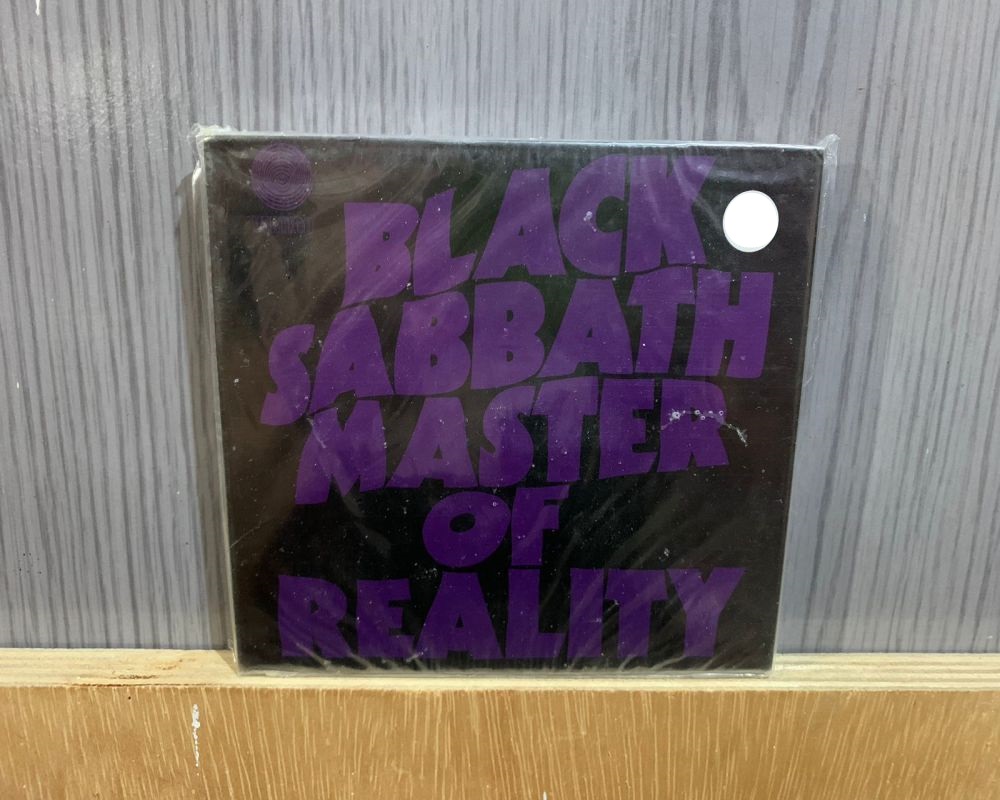 BLACK
SABBATH
MASTER
OF
REALITY